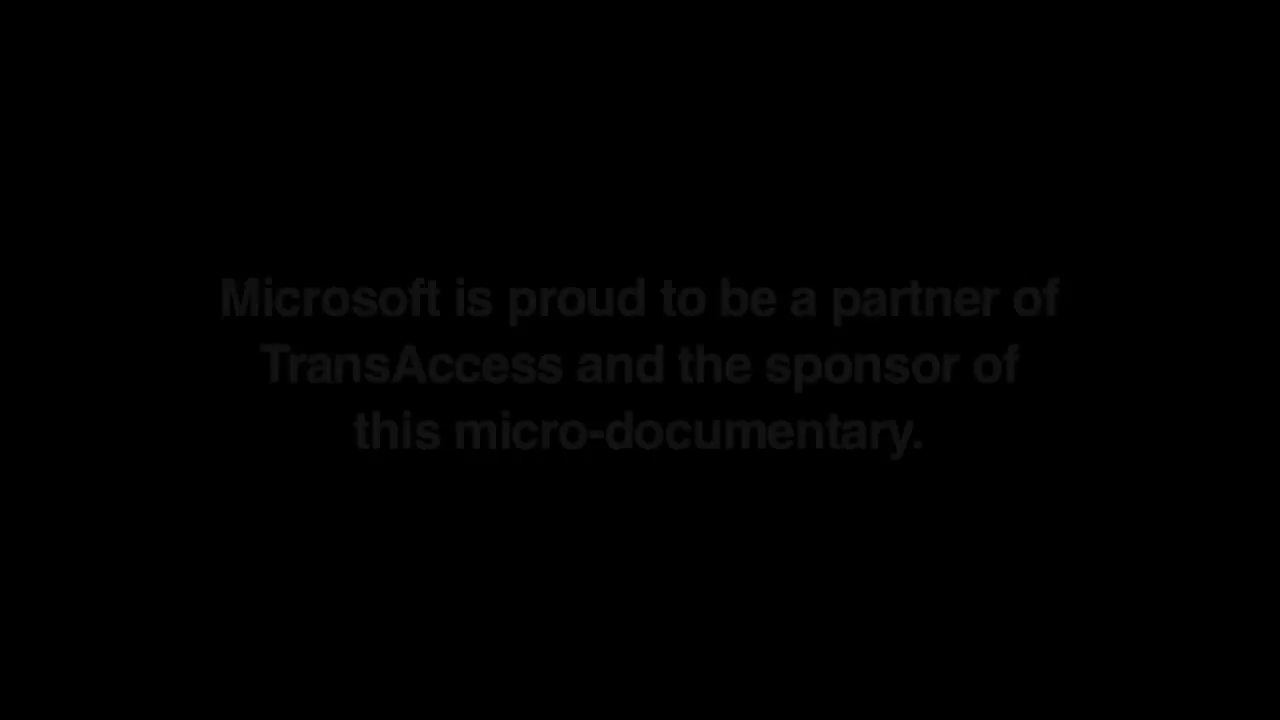 Microsoft is proud to be a partner of
TransAccess and the sponsor of
this micro-documentary.